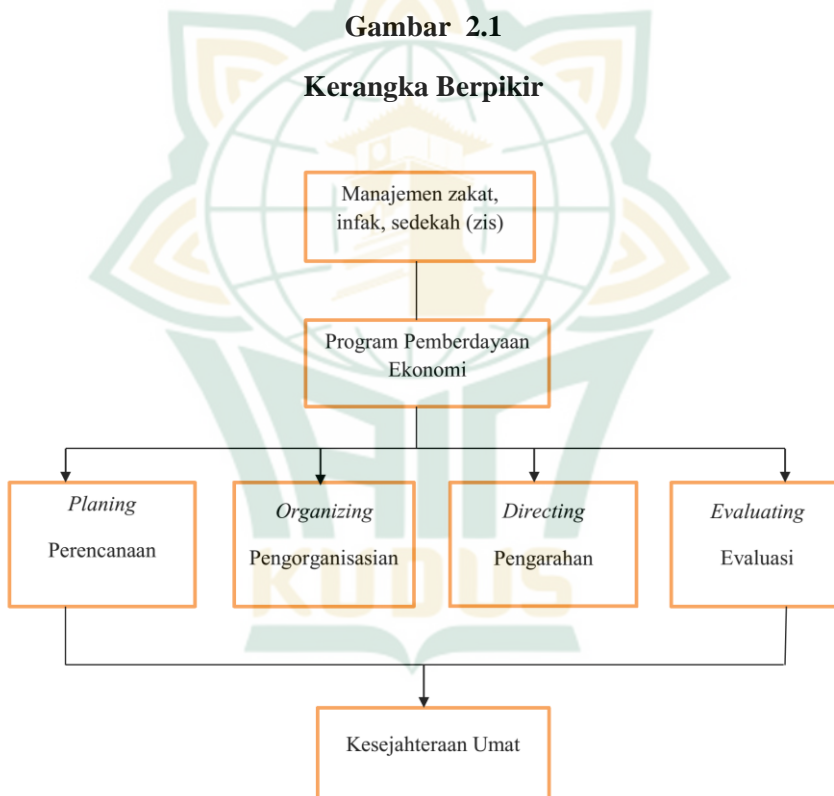 Gambar 2.1
Kerangka Berpikir
Manajemen zakat,
infak, sedekah (zis)
Program Pemberdayaan
Ekonomi
Planing
Perencanaan
Organizing
Pengorganisasian
Directing
Pengarahan
Evaluating
Evaluasi
KUDUS
Kesejahteraan Umat